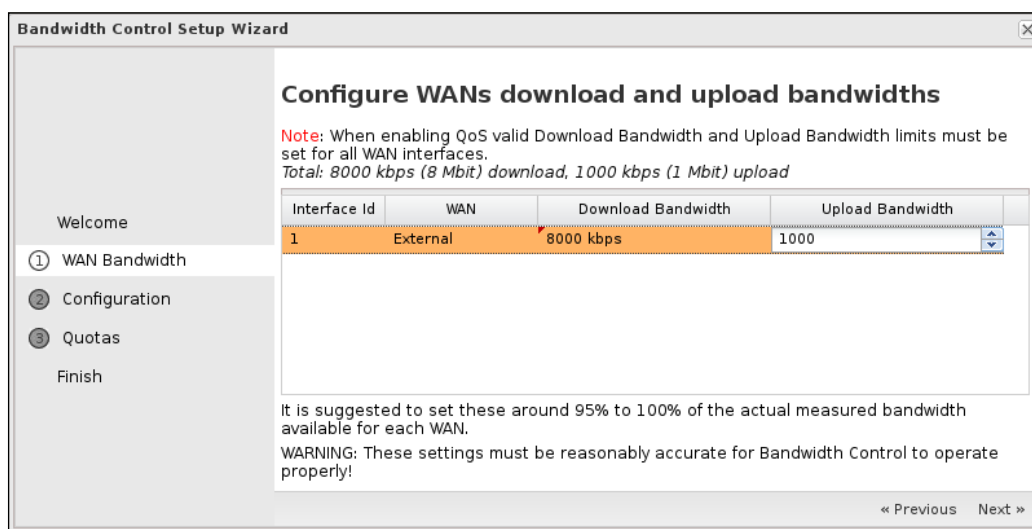 Bandwidth Control Setup Wizard
Configure WANs download and upload bandwidths
Note: When enabling QoS valid Download Bandwidth and Upload Bandwidth limits must be
set for all WAN interfaces.
Total: 8000 kbps (8 Mbit) download, 1000 kbps (1 Mbit) upload
Interface Id WAN Download Bandwidth Upload Bandwidth
1 External 8000 kbps 1000
Welcome
1 WAN Bandwidth
2 Configuration
3 Quotas
Finish
It is suggested to set these around 95% to 100% of the actual measured bandwidth
available for each WAN.
WARNING: These settings must be reasonably accurate for Bandwidth Control to operate
properly!
« Previous Next »